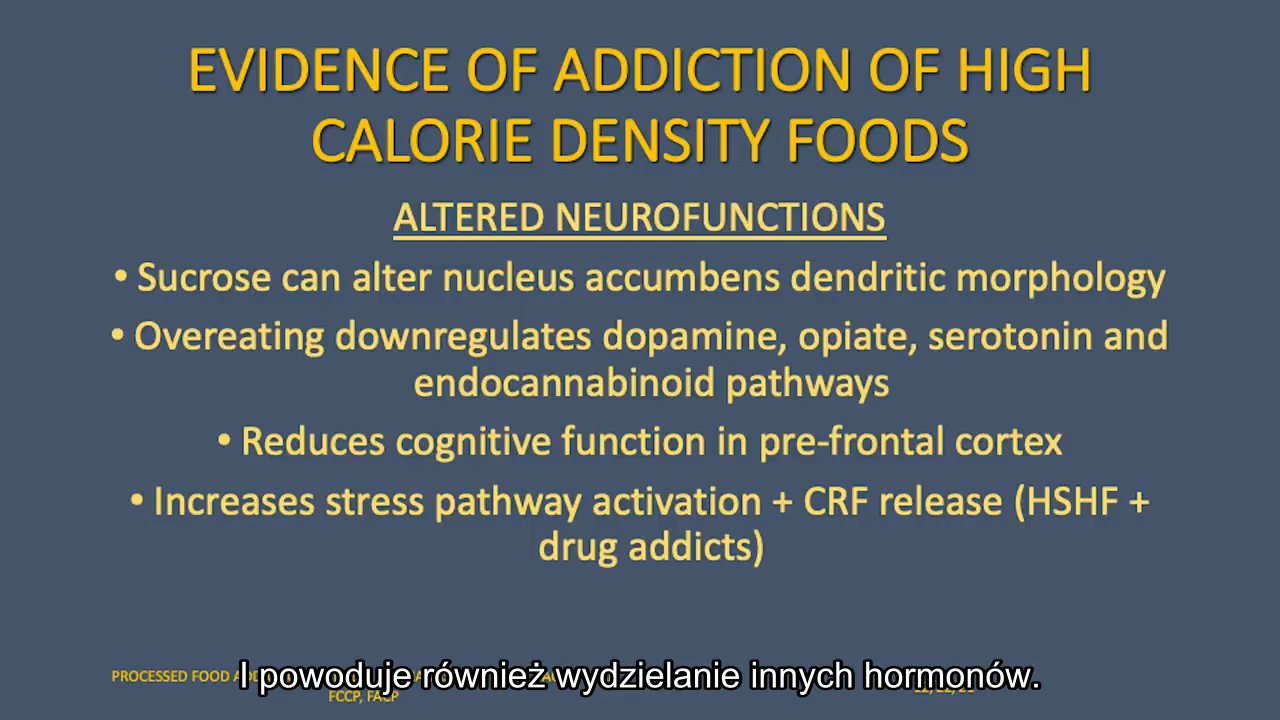 EVIDENCE OF ADDICTION OF HIGH
CALORIE DENSITY FOODS
ALTERED NEUROFUNCTIONS
• Sucrose can alter nucleus accumbens dendritic morphology
• Overeating downregulates dopamine, opiate, serotonin and
endocannabinoid pathways
• Reduces cognitive function in pre-frontal cortex
• Increases stress pathway activation + CRF release (HSHF +
drug addicts)
PROCESSED FOOD
FCCP, FACP
I powoduje również wydzielanie innych hormonów.